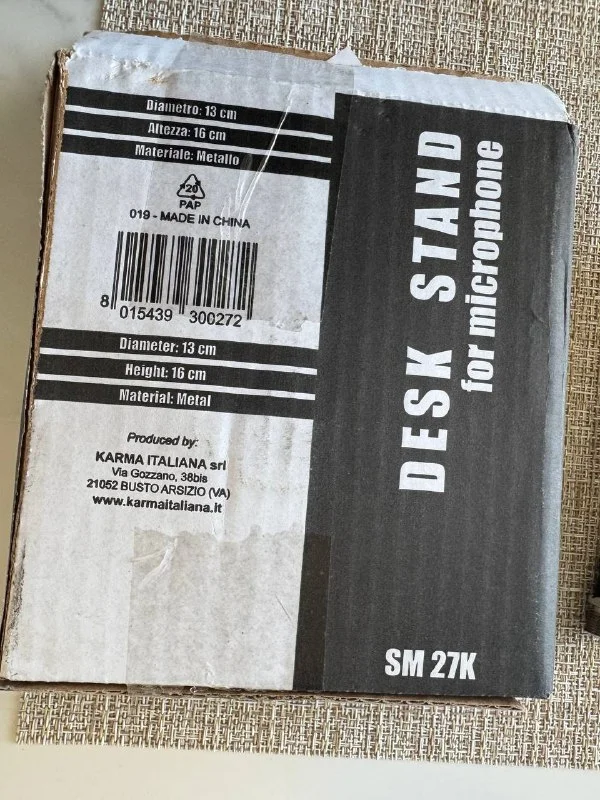 Diametro: 13 cm
Altezza: 16 cm
Materiale: Metallo
20
PAP
019 - MADE IN CHINA
8 015439 300272
Diameter: 13 cm
Height: 16 cm
Material: Metal
Produced by:
KARMA ITALIANA srl
Via Gozzano, 38bis
21052 BUSTO ARSIZIO (VA)
www.karmaitaliana.it
DESK STAND
for microphone
SM 27K